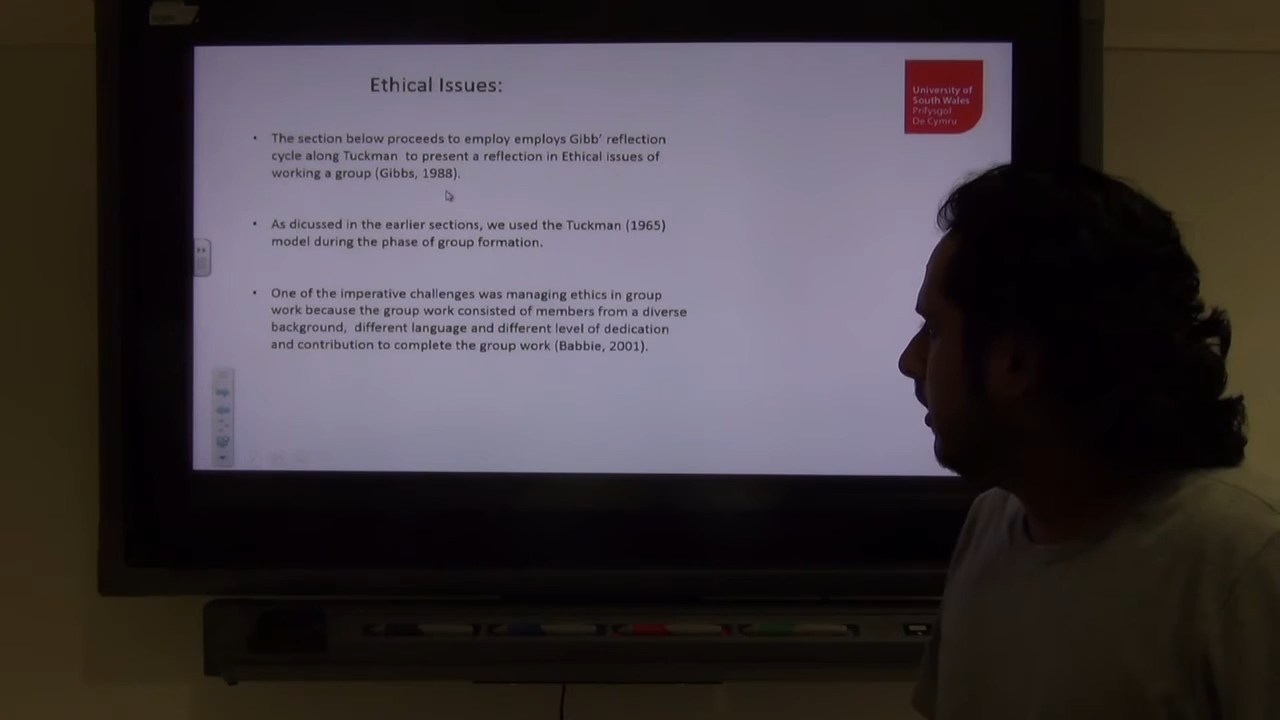 Ethical Issues:
University of
South Wales
Prifysgol
De Cymru
• The section below proceeds to employ employs Gibb' reflection
cycle along Tuckman to present a reflection in Ethical issues of
working a group (Gibbs, 1988).
• As dicussed in the earlier sections, we used the Tuckman (1965)
model during the phase of group formation.
• One of the imperative challenges was managing ethics in group
work because the group work consisted of members from a diverse
background, different language and different level of dedication
and contribution to complete the group work (Babbie, 2001).